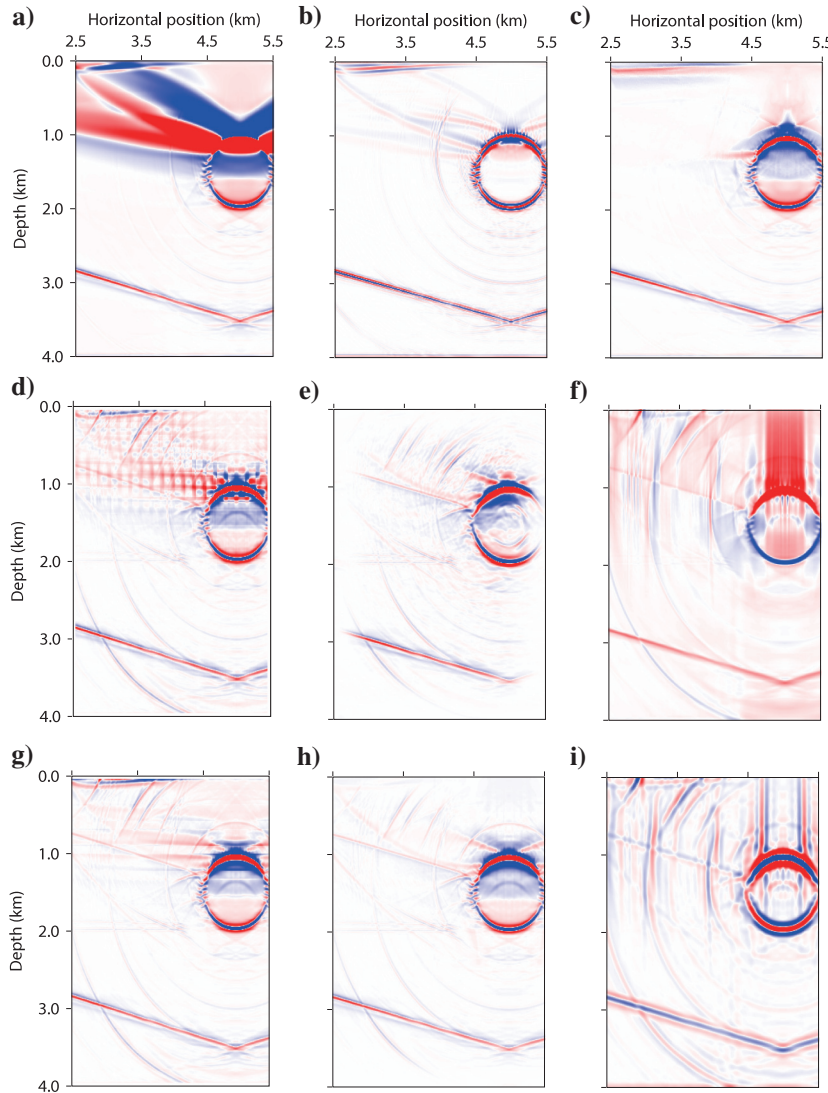 a) Horizontal position (km)
2.5 3.5 4.5 5.5
0.0
1.0
2.0
3.0
4.0
Depth (km)
b) Horizontal position (km)
2.5 3.5 4.5 5.5
c) Horizontal position (km)
2.5 3.5 4.5 5.5
d)
0.0
1.0
2.0
3.0
4.0
Depth (km)
e)
f)
g)
0.0
1.0
2.0
3.0
4.0
Depth (km)
h)
i)